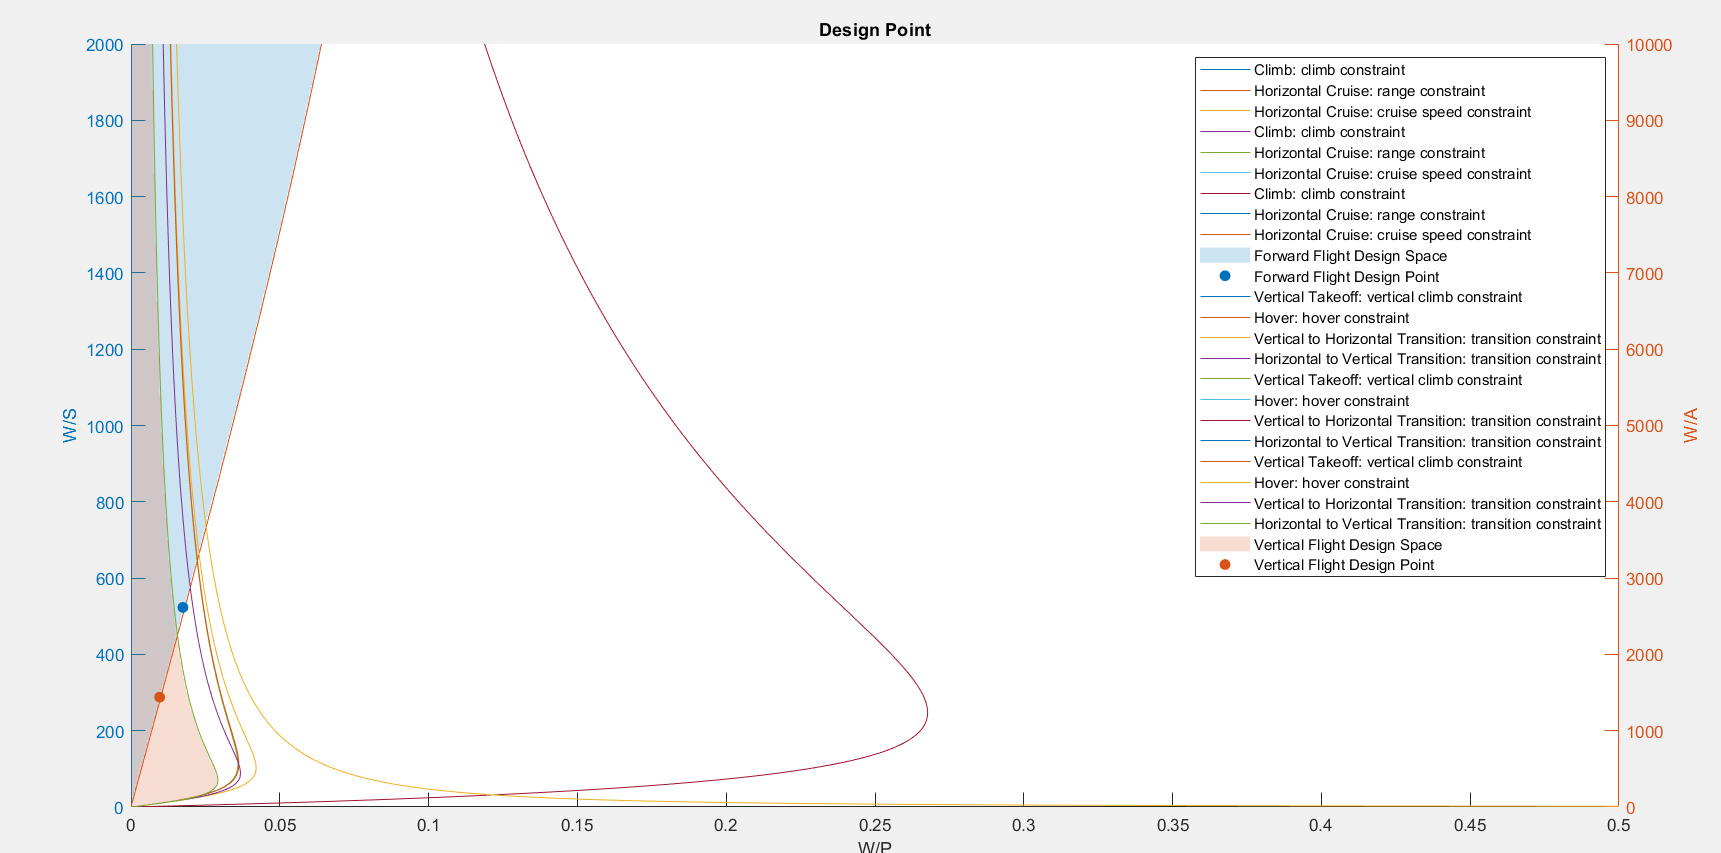 Design Point
2000
1800
1600
1400
1200
1000
800
600
400
200
0
W/S
10000
9000
8000
7000
6000
5000
4000
3000
2000
1000
0
W/A
Climb: climb constraint
Horizontal Cruise: range constraint
Horizontal Cruise: cruise speed constraint
Climb: climb constraint
Horizontal Cruise: range constraint
Horizontal Cruise: cruise speed constraint
Climb: climb constraint
Horizontal Cruise: range constraint
Horizontal Cruise: cruise speed constraint
Forward Flight Design Space
Forward Flight Design Point
Vertical Takeoff: vertical climb constraint
Hover: hover constraint
Vertical to Horizontal Transition: transition constraint
Horizontal to Vertical Transition: transition constraint
Vertical Takeoff: vertical climb constraint
Hover: hover constraint
Vertical to Horizontal Transition: transition constraint
Horizontal to Vertical Transition: transition constraint
Vertical Takeoff: vertical climb constraint
Hover: hover constraint
Vertical to Horizontal Transition: transition constraint
Horizontal to Vertical Transition: transition constraint
Vertical Flight Design Space
Vertical Flight Design Point
0 0.05 0.1 0.15 0.2 0.25 0.3 0.35 0.4 0.45 0.5
W/P